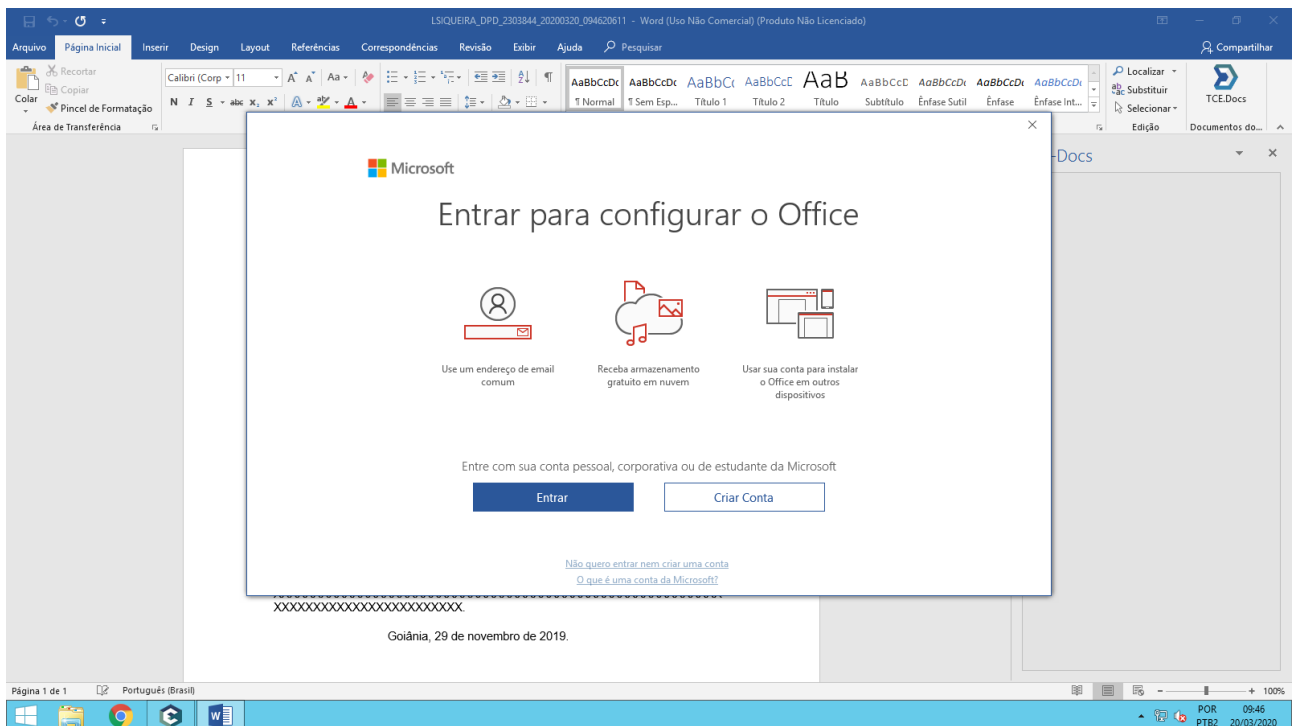 LSIQUEIRA_DPD_2303844_20200320_094620611 - Word (Uso Não Comercial) (Produto Não Licenciado)
Arquivo Página Inicial Inserir Design Layout Referências Correspondências Revisão Exibir Ajuda Pesquisar Compartilhar
Colar
Recortar
Copiar
Pincel de Formatação
Área de Transferência
Calibri (Corp 11 Aa
N I S abc X₂ X² A aby A
AaBbCcDc AaBbCcDc AaBbCc AaBbCcC AaB AaBbCcD AaBbCcDc AaBbCcDc AaBbCcDc
¶ Normal ¶ Sem Esp... Título 1 Título 2 Título Subtítulo Ênfase Sutil Ênfase Ênfase Int...
Localizar
Substituir
Selecionar
Edição
TCE.Docs
Documentos do...
-Docs
Microsoft
Entrar para configurar o Office
Use um endereço de email
comum
Receba armazenamento
gratuito em nuvem
Usar sua conta para instalar
o Office em outros
dispositivos
Entre com sua conta pessoal, corporativa ou de estudante da Microsoft
Entrar Criar Conta
Não quero entrar nem criar uma conta
O que é uma conta da Microsoft?
XXXXXXXXXXXXXXXXXXXXXXXX.
Goiânia, 29 de novembro de 2019.
Página 1 de 1 Português (Brasil) 100%
POR 09:46
PTB2 20/03/2020